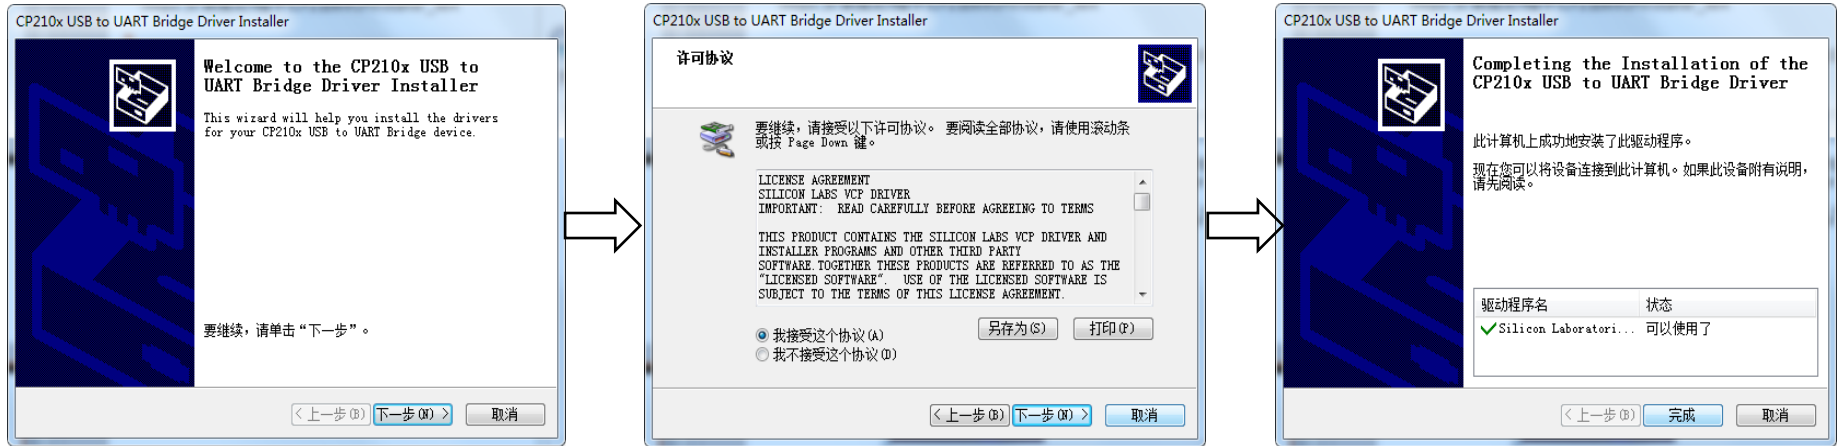 CP210x USB to UART Bridge Driver Installer
Welcome to the CP210x USB to
UART Bridge Driver Installer
This wizard will help you install the drivers
for your CP210x USB to UART Bridge device.
要继续，请单击“下一步”。
< 上一步(B)
下一步(N) >
取消
CP210x USB to UART Bridge Driver Installer
许可协议
要继续，请接受以下许可协议。要阅读全部协议，请使用滚动条
或按 Page Down 键。
LICENSE AGREEMENT
SILICON LABS VCP DRIVER
IMPORTANT:  READ CAREFULLY BEFORE AGREEING TO TERMS
THIS PRODUCT CONTAINS THE SILICON LABS VCP DRIVER AND
INSTALLER PROGRAMS AND OTHER THIRD PARTY
SOFTWARE.TOGETHER THESE PRODUCTS ARE REFERRED TO AS THE
"LICENSED SOFTWARE".  USE OF THE LICENSED SOFTWARE IS
SUBJECT TO THE TERMS OF THIS LICENSE AGREEMENT.
我接受这个协议(A)
我不接受这个协议(D)
另存为(S)
打印(P)
< 上一步(B)
下一步(N) >
取消
CP210x USB to UART Bridge Driver Installer
Completing the Installation of the
CP210x USB to UART Bridge Driver
此计算机上成功地安装了此驱动程序。
现在您可以将设备连接到此计算机。如果此设备附有说明，
请先阅读。
驱动程序名 状态
Silicon Laboratori... 可以使用了
< 上一步(B)
完成
取消